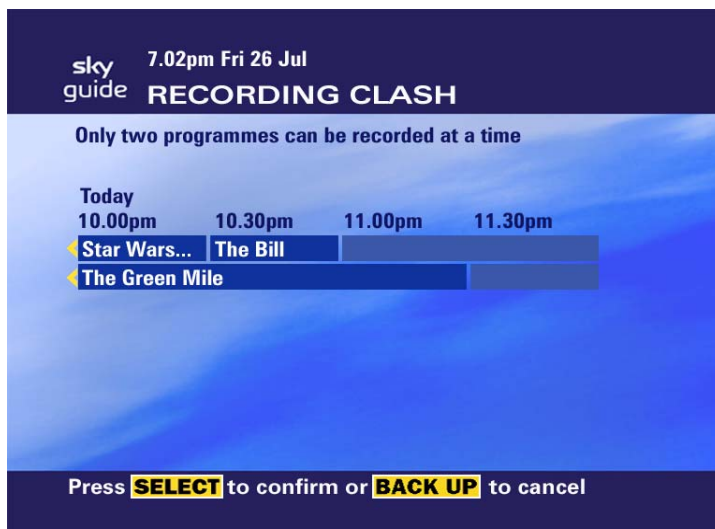 sky
guide
7.02pm Fri 26 Jul
RECORDING CLASH
Only two programmes can be recorded at a time
Today
10.00pm 10.30pm 11.00pm 11.30pm
Star Wars... The Bill
The Green Mile
Press SELECT to confirm or BACK UP to cancel